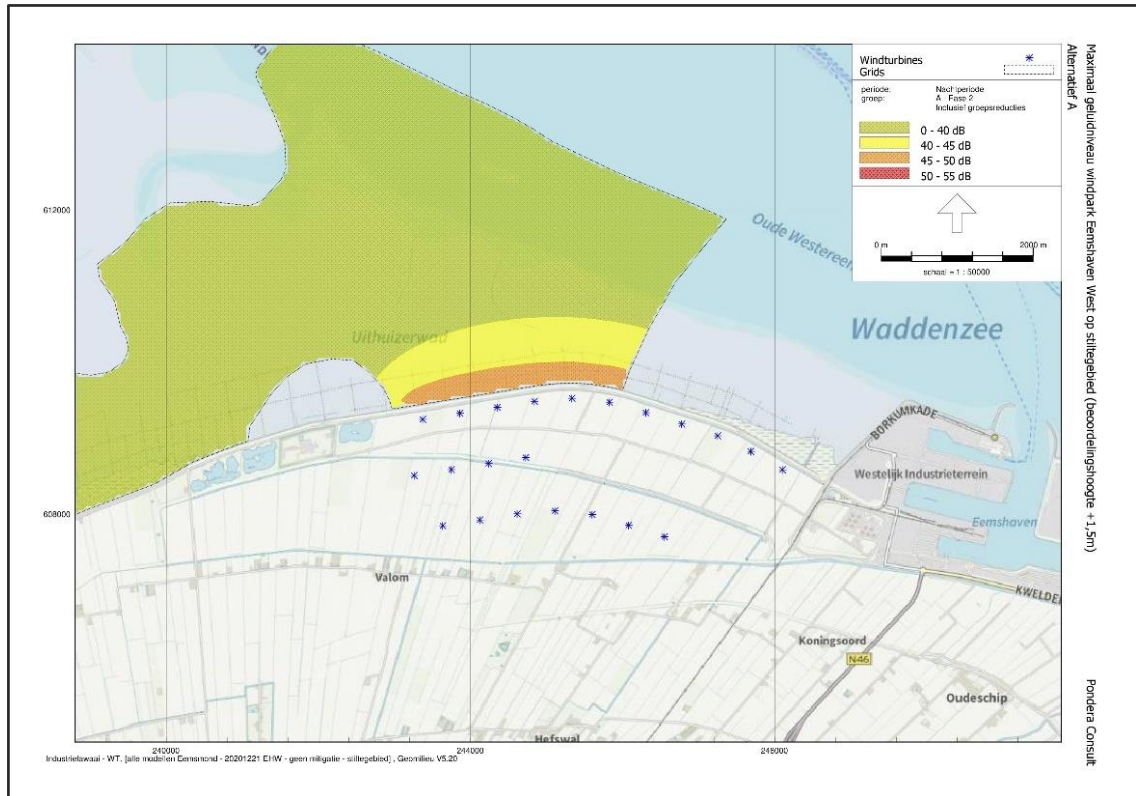 Windturbines
Grids
periode: Nachtperiode
groep: A - Fase 2
Inclusief groepsreducties
0 - 40 dB
40 - 45 dB
45 - 50 dB
50 - 55 dB
0 m 2000 m
schaal = 1 : 50000
Maximaal geluidniveau windpark Eemshaven West op stiltegebied (beoordelingshoogte +1,5m)
Alternatief A
Pondera Consult
612000
608000
Oude Westereem
Uithuizerwad
Waddenzee
BORKUMKADE
Westelijk Industrieterrein
Eemshaven
Valom
KWELDER
Koningsoord
N46
Oudeschip
Hefswal
240000
244000
248000
Industrielawaai - WT, [alle modellen Eemsmond - 20201221 EHW - geen mitigatie - stiltegebied] , Geomilieu V5.20